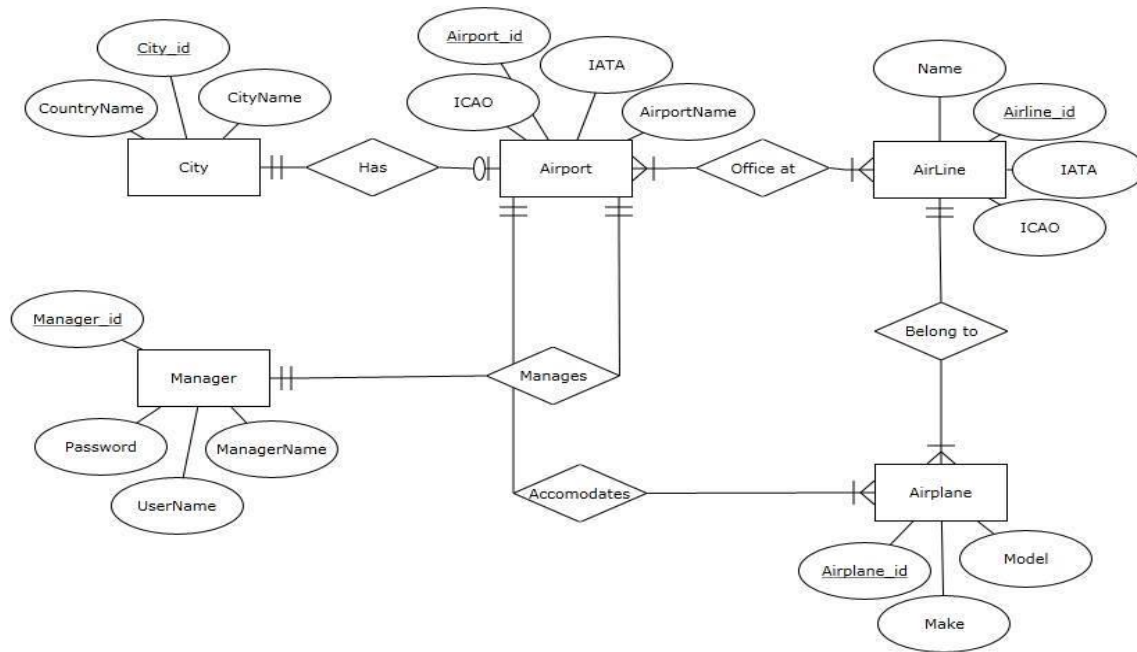 City_id
CountryName
CityName
City
Has
Airport_id
ICAO
IATA
AirportName
Airport
Office at
Name
Airline_id
AirLine
IATA
ICAO
Manager_id
Manager
Password
ManagerName
UserName
Manages
Belong to
Accomodates
Airplane
Airplane_id
Model
Make